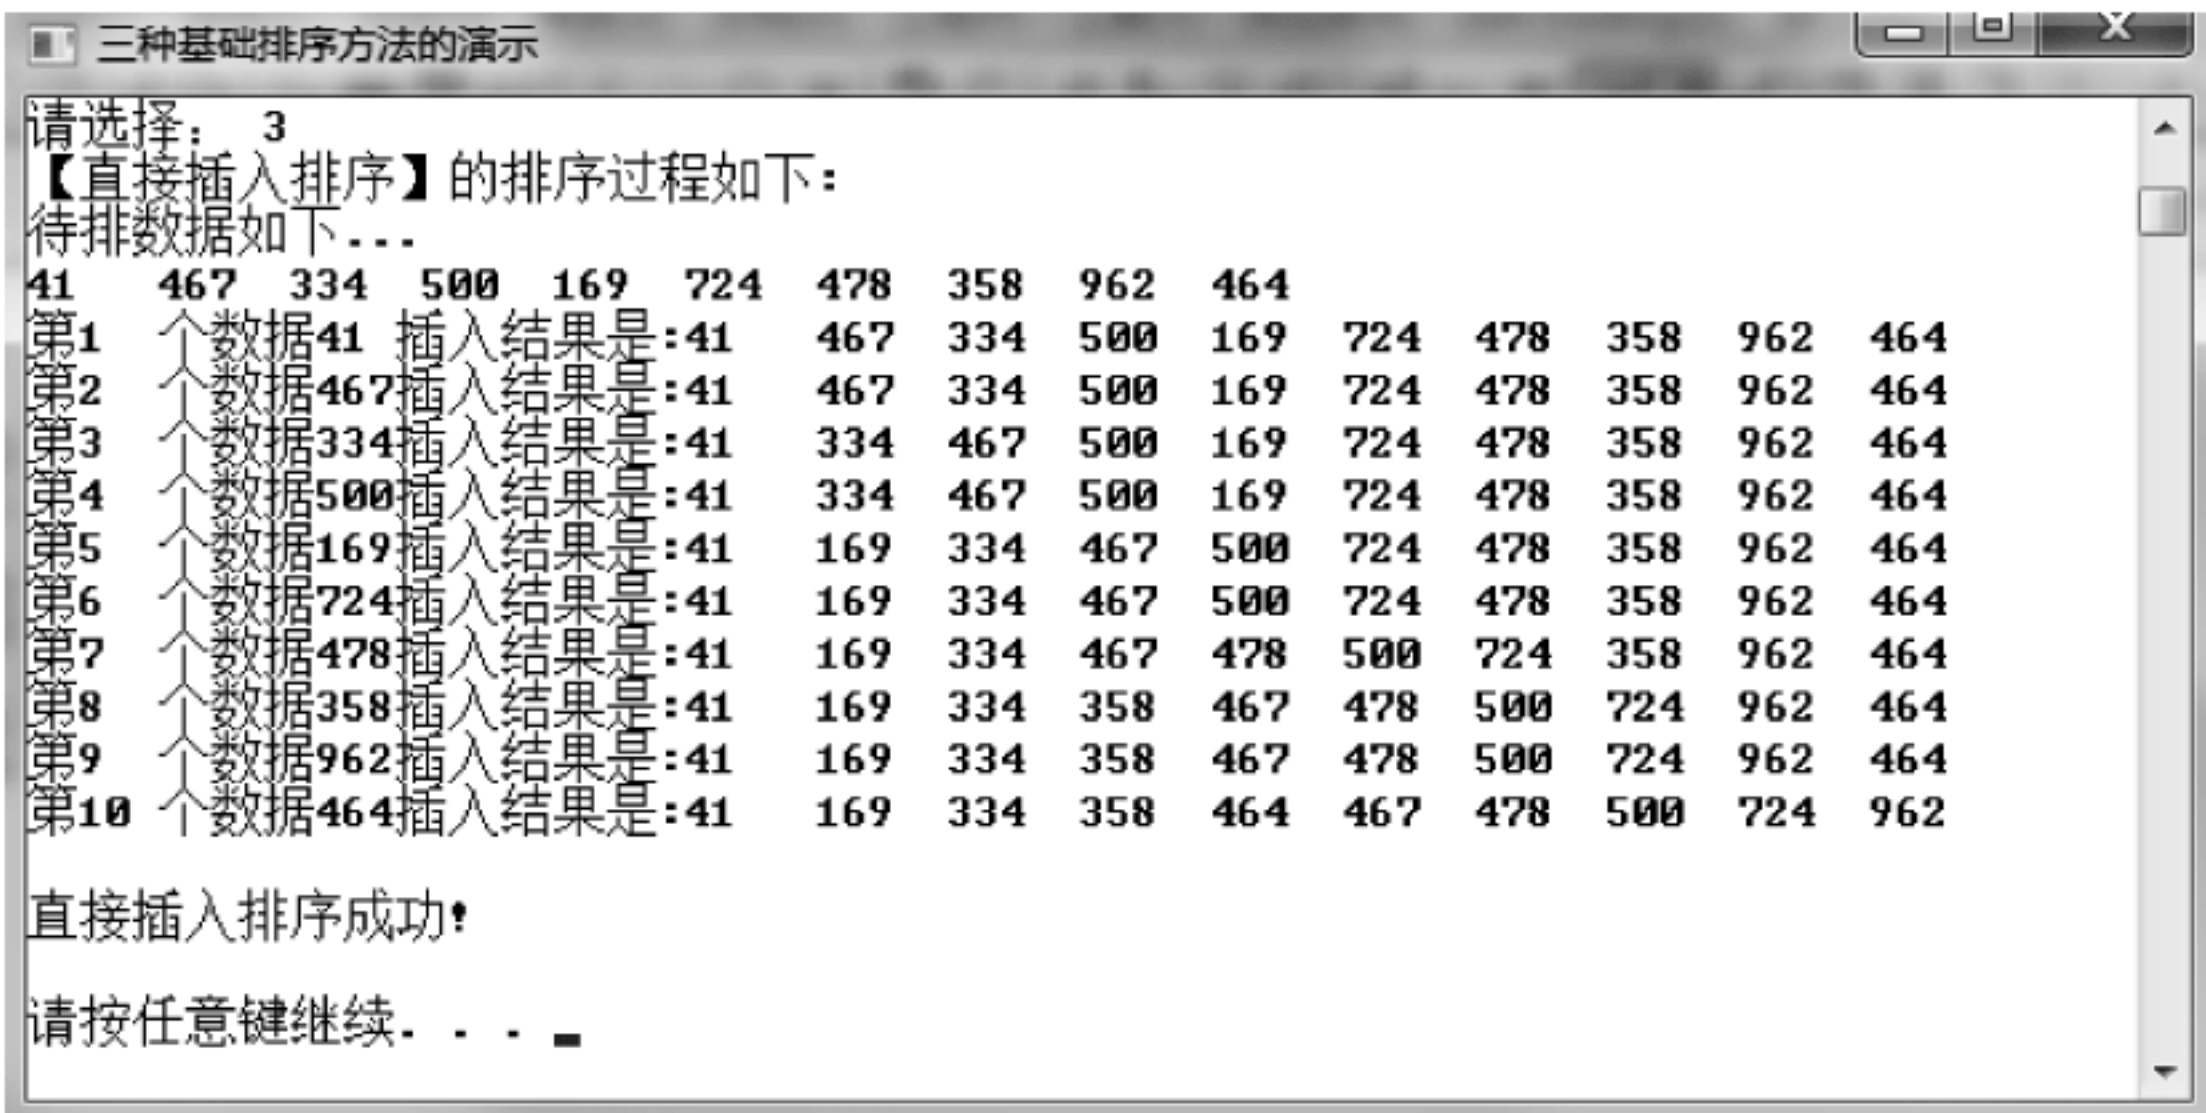 三种基础排序方法的演示
请选择： 3
【直接插入排序】的排序过程如下：
待排数据如下...
41 467 334 500 169 724 478 358 962 464
第1 个数据41 插入结果是:41 467 334 500 169 724 478 358 962 464
第2 个数据467插入结果是:41 467 334 500 169 724 478 358 962 464
第3 个数据334插入结果是:41 334 467 500 169 724 478 358 962 464
第4 个数据500插入结果是:41 334 467 500 169 724 478 358 962 464
第5 个数据169插入结果是:41 169 334 467 500 724 478 358 962 464
第6 个数据724插入结果是:41 169 334 467 500 724 478 358 962 464
第7 个数据478插入结果是:41 169 334 467 478 500 724 358 962 464
第8 个数据358插入结果是:41 169 334 358 467 478 500 724 962 464
第9 个数据962插入结果是:41 169 334 358 467 478 500 724 962 464
第10 个数据464插入结果是:41 169 334 358 464 467 478 500 724 962
直接插入排序成功!
请按任意键继续. . .